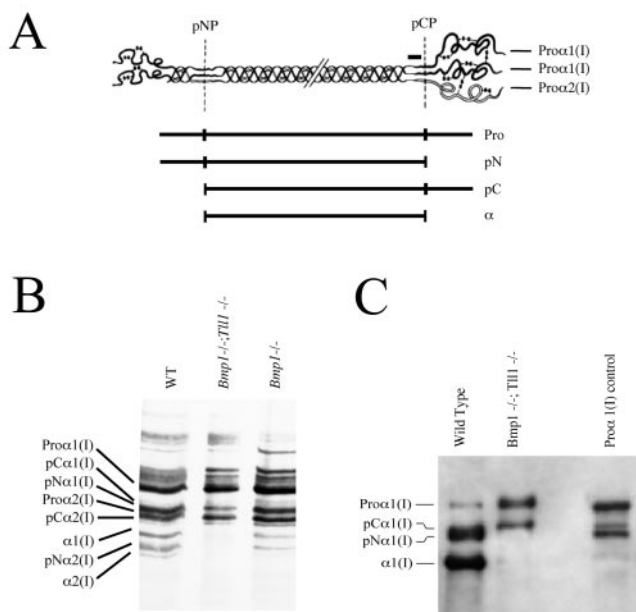 A
pNP
pCP
Proα1(I)
Proα1(I)
Proα2(I)
Pro
pN
pC
α
B
WT
Bmp1-/-;Tll1 -/-
Bmp1-/-
Proα1(I)
pCα1(I)
pNα1(I)
Proα2(I)
pCα2(I)
α1(I)
pNα2(I)
α2(I)
C
Wild Type
Bmp1 -/-; Tll1 -/-
Proα 1(I) control
Proα1(I)
pCα1(I)
pNα1(I)
α1(I)